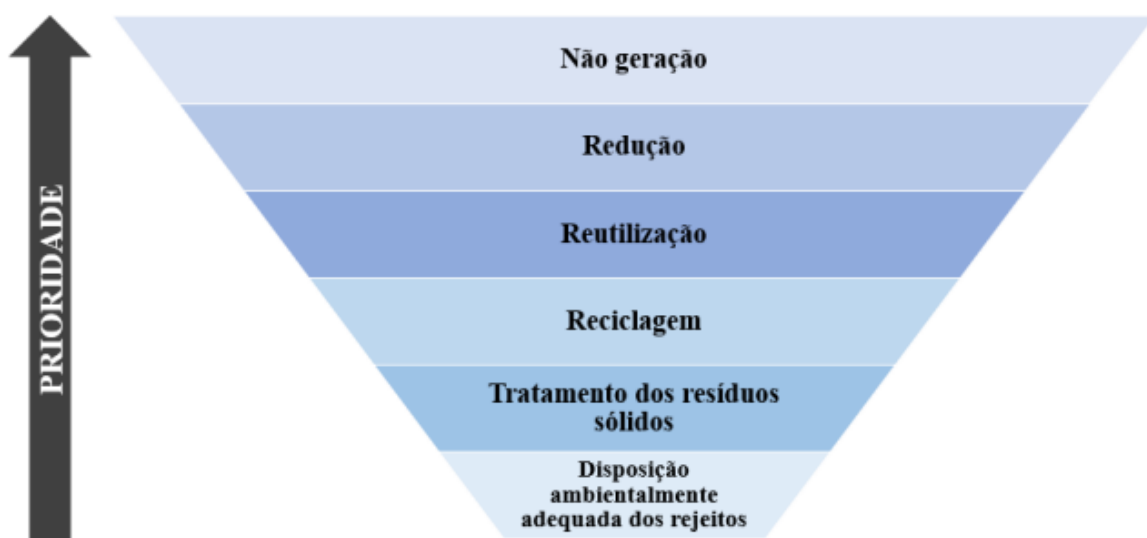 PRIORIDADE
Não geração
Redução
Reutilização
Reciclagem
Tratamento dos resíduos
sólidos
Disposição
ambientalmente
adequada dos rejeitos